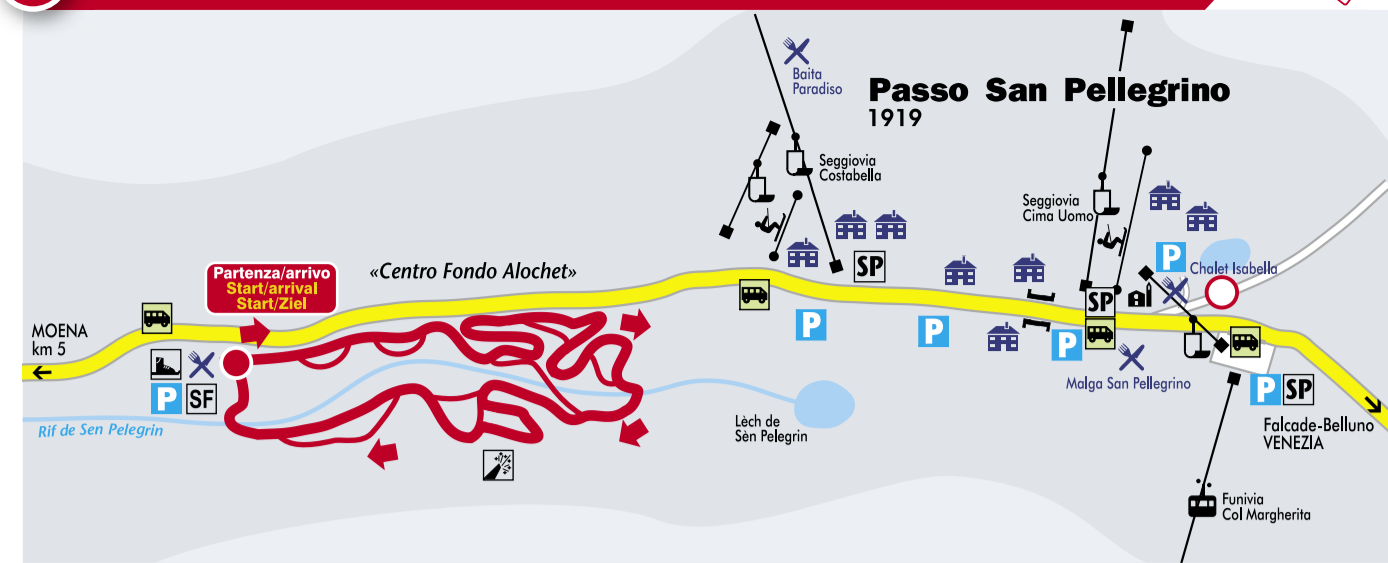 Baita
Paradiso
Passo San Pellegrino
1919
Seggiovia
Costabella
Seggiovia
Cima Uomo
SP
P
Chalet Isabella
Partenza/arrivo
Start/arrival
Start/Ziel
«Centro Fondo Alochet»
SP
MOENA
km 5
P
P
P
Malga San Pellegrino
P SF
P SP
Rif de Sen Pelegrin
Lèch de
Sèn Pelegrin
Falcade-Belluno
VENEZIA
Funivia
Col Margherita